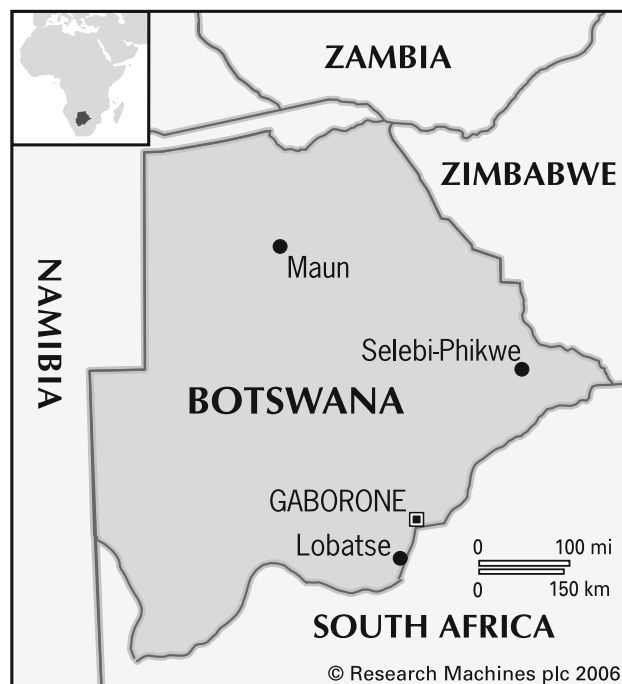 ZAMBIA
ZIMBABWE
NAMIBIA
Maun
Selebi-Phikwe
BOTSWANA
GABORONE
Lobatse
0 100 mi
0 150 km
SOUTH AFRICA
© Research Machines plc 2006